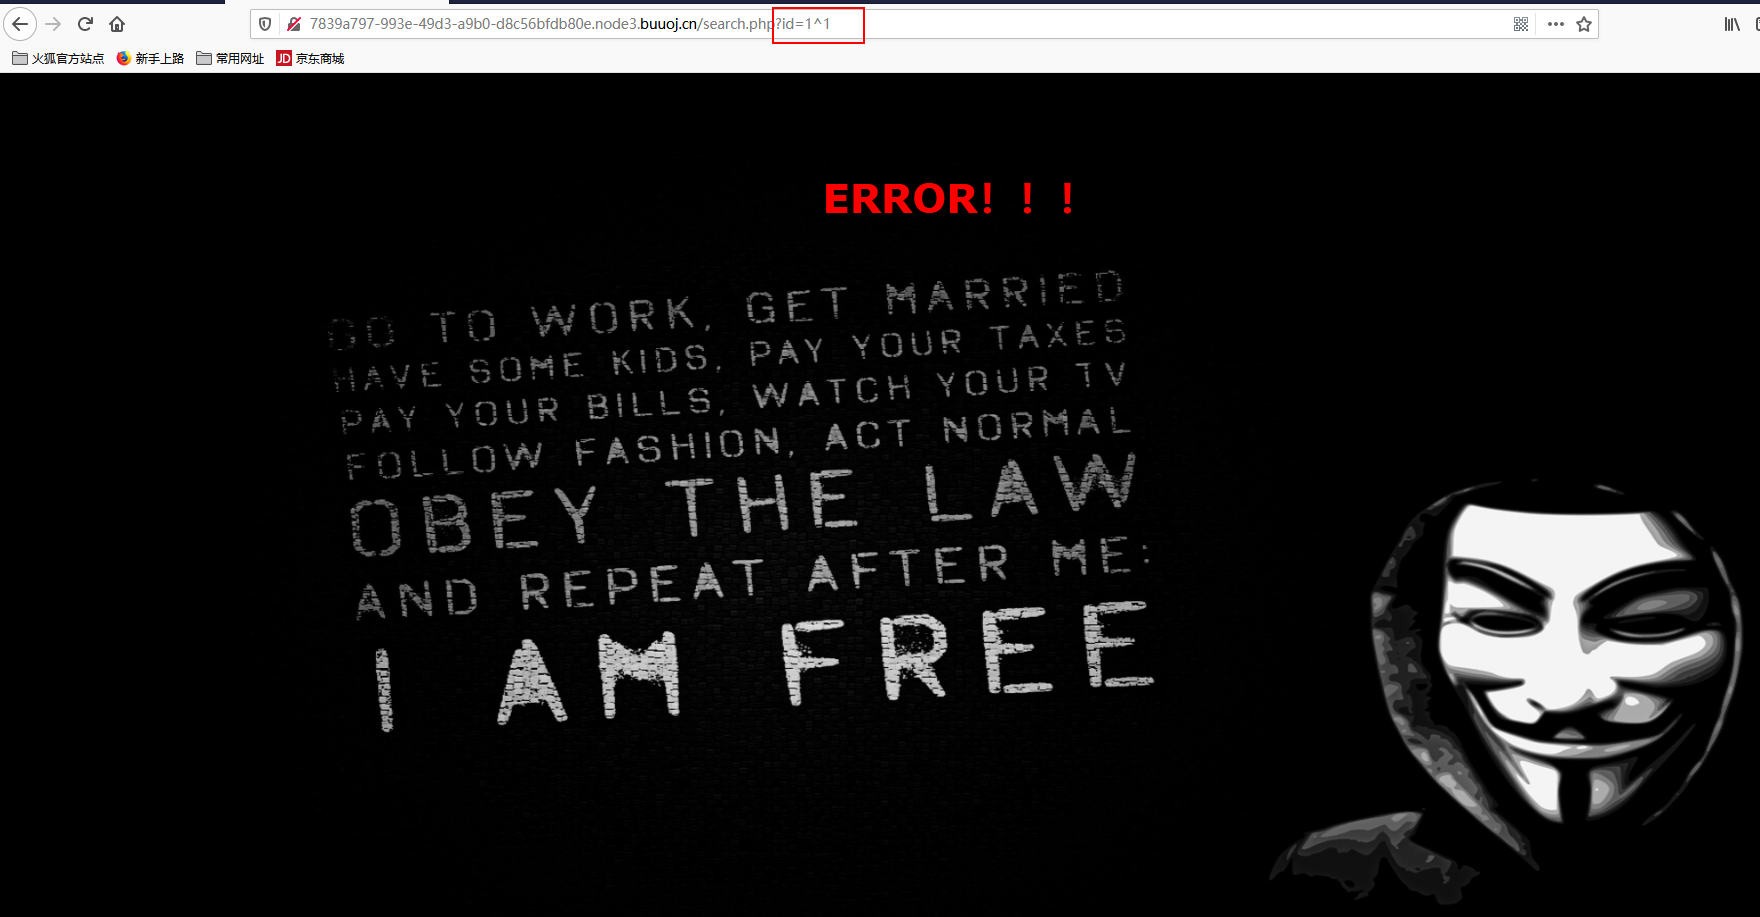 7839a797-993e-49d3-a9b0-d8c56bfdb80e.node3.buuoj.cn/search.php?id=1^1
火狐官方站点 新手上路 常用网址 JD 京东商城
ERROR！！！
GO TO WORK, GET MARRIED
HAVE SOME KIDS, PAY YOUR TAXES
PAY YOUR BILLS, WATCH YOUR TV
FOLLOW FASHION, ACT NORMAL
OBEY THE LAW
AND REPEAT AFTER ME:
I AM FREE